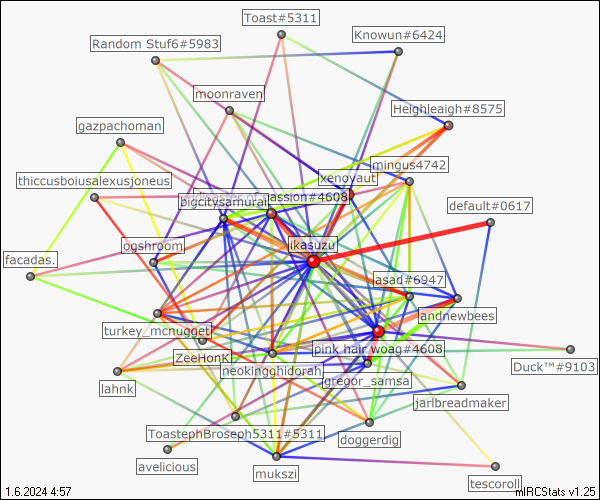 Toast#5311
Knowun#6424
Random Stuf6#5983
moonraven
Heighleaigh#8575
gazpachoman
mingus4742
xenoyaut
thiccusboiusalexusjoneus
assion#4608
bigcitysamurai
default#0617
ikasuzu
ogshroom
facadas.
asad#6947
andnewbees
turkey_mcnugget
pink hair woag#4608
ZeeHonK
Duck™#9103
neokingghidorah
gregor_samsa
lahnk
jarlbreadmaker
ToastephBroseph5311#5311
doggerdig
avelicious
mukszi
tescoroll
1.6.2024 4:57
mIRCStats v1.25